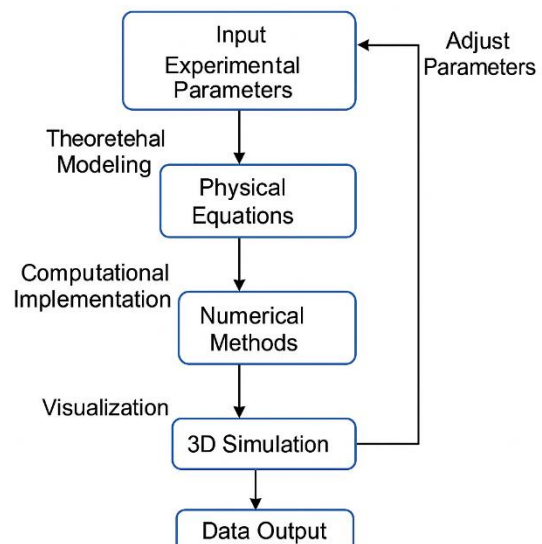 Input
Experimental
Parameters
Adjust
Parameters
Theoretehal
Modeling
Physical
Equations
Computational
Implementation
Numerical
Methods
Visualization
3D Simulation
Data Output